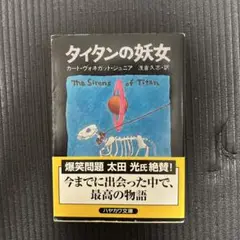 タイタンの妖女
カート・ヴォネガット・ジュニア 浅倉久志・訳
The Sirens of Titan
爆笑問題 太田 光氏絶賛!
今までに出会った中で、
最高の物語
ハヤカワ文庫